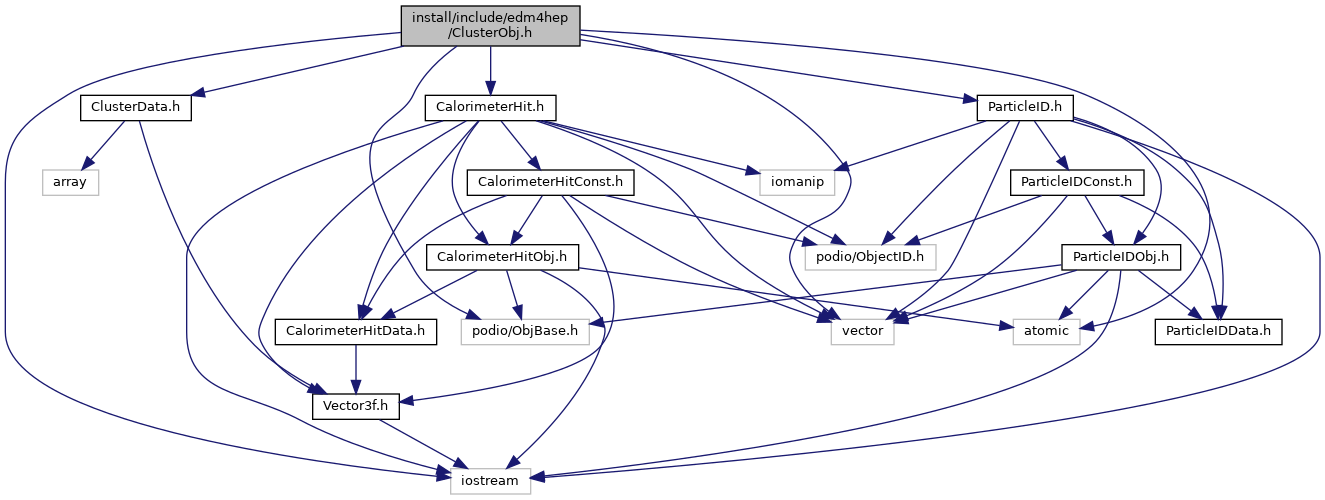 install/include/edm4hep
/ClusterObj.h
ClusterData.h
CalorimeterHit.h
ParticleID.h
array
CalorimeterHitConst.h
iomanip
ParticleIDConst.h
CalorimeterHitObj.h
podio/ObjectID.h
ParticleIDObj.h
CalorimeterHitData.h
podio/ObjBase.h
vector
atomic
ParticleIDData.h
Vector3f.h
iostream